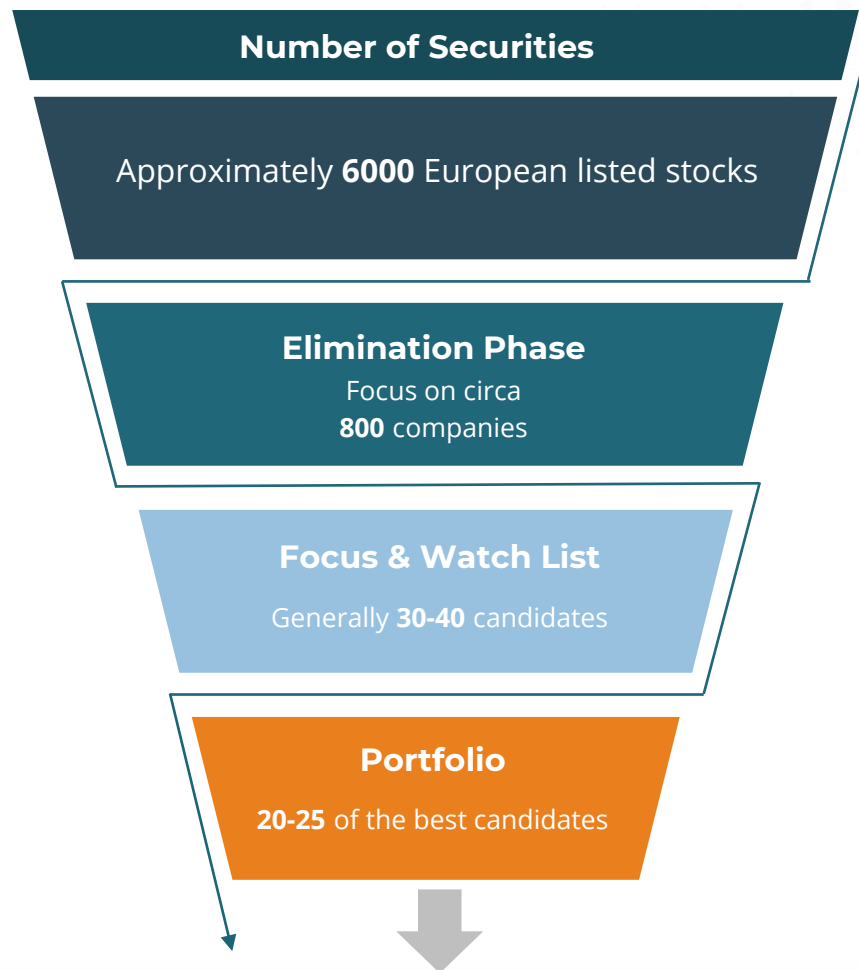 Number of Securities
Approximately 6000 European listed stocks
Elimination Phase
Focus on circa
800 companies
Focus & Watch List
Generally 30-40 candidates
Portfolio
20-25 of the best candidates